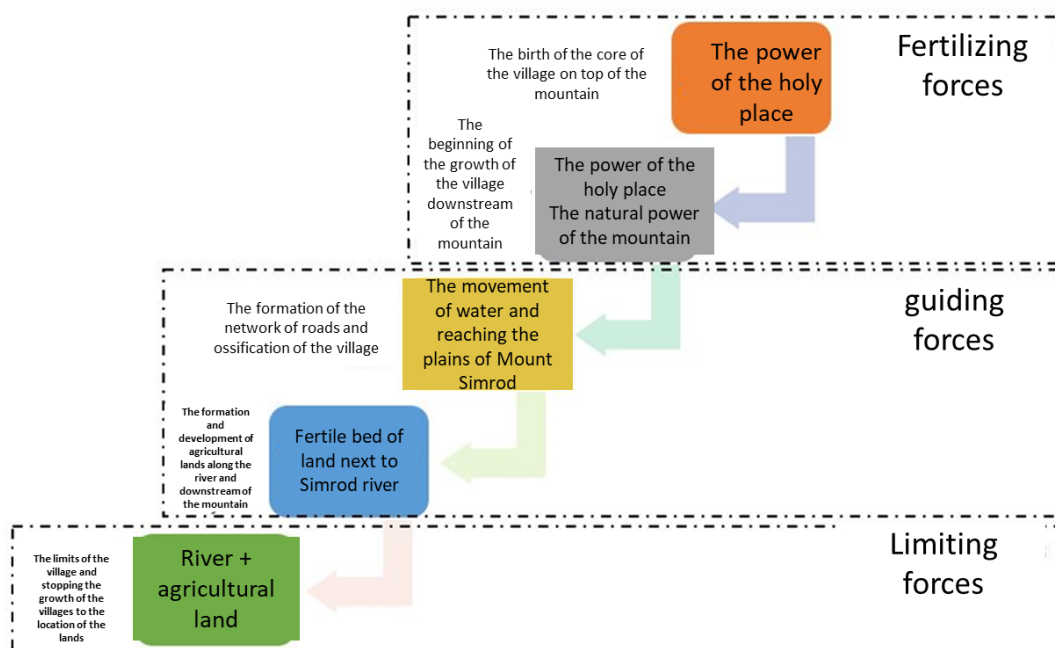 Fertilizing
forces
The birth of the core of
the village on top of the
mountain
The power
of the holy
place
The
beginning of
the growth of
the village
downstream
of the
mountain
The power of the
holy place
The natural power
of the mountain
guiding
forces
The formation of the
network of roads and
ossification of the village
The movement
of water and
reaching the
plains of Mount
Simrod
The formation
and
development of
agricultural
lands along the
river and
downstream of
the mountain
Fertile bed of
land next to
Simrod river
Limiting
forces
The limits of the
village and
stopping the
growth of the
villages to the
location of the
lands
River +
agricultural
land